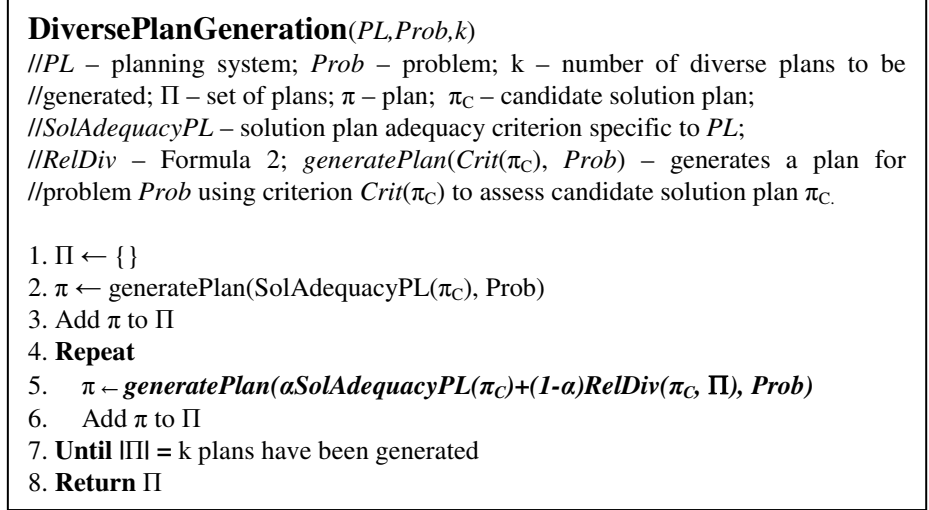 DiversePlanGeneration(PL,Prob,k)
//PL – planning system; Prob – problem; k – number of diverse plans to be
//generated; Π – set of plans; π – plan; πC – candidate solution plan;
//SolAdequacyPL – solution plan adequacy criterion specific to PL;
//RelDiv – Formula 2; generatePlan(Crit(πC), Prob) – generates a plan for
//problem Prob using criterion Crit(πC) to assess candidate solution plan πC.
1. Π ← {}
2. π ← generatePlan(SolAdequacyPL(πC), Prob)
3. Add π to Π
4. Repeat
5. π ← generatePlan(αSolAdequacyPL(πC)+(1-α)RelDiv(πC, Π), Prob)
6. Add π to Π
7. Until |Π| = k plans have been generated
8. Return Π